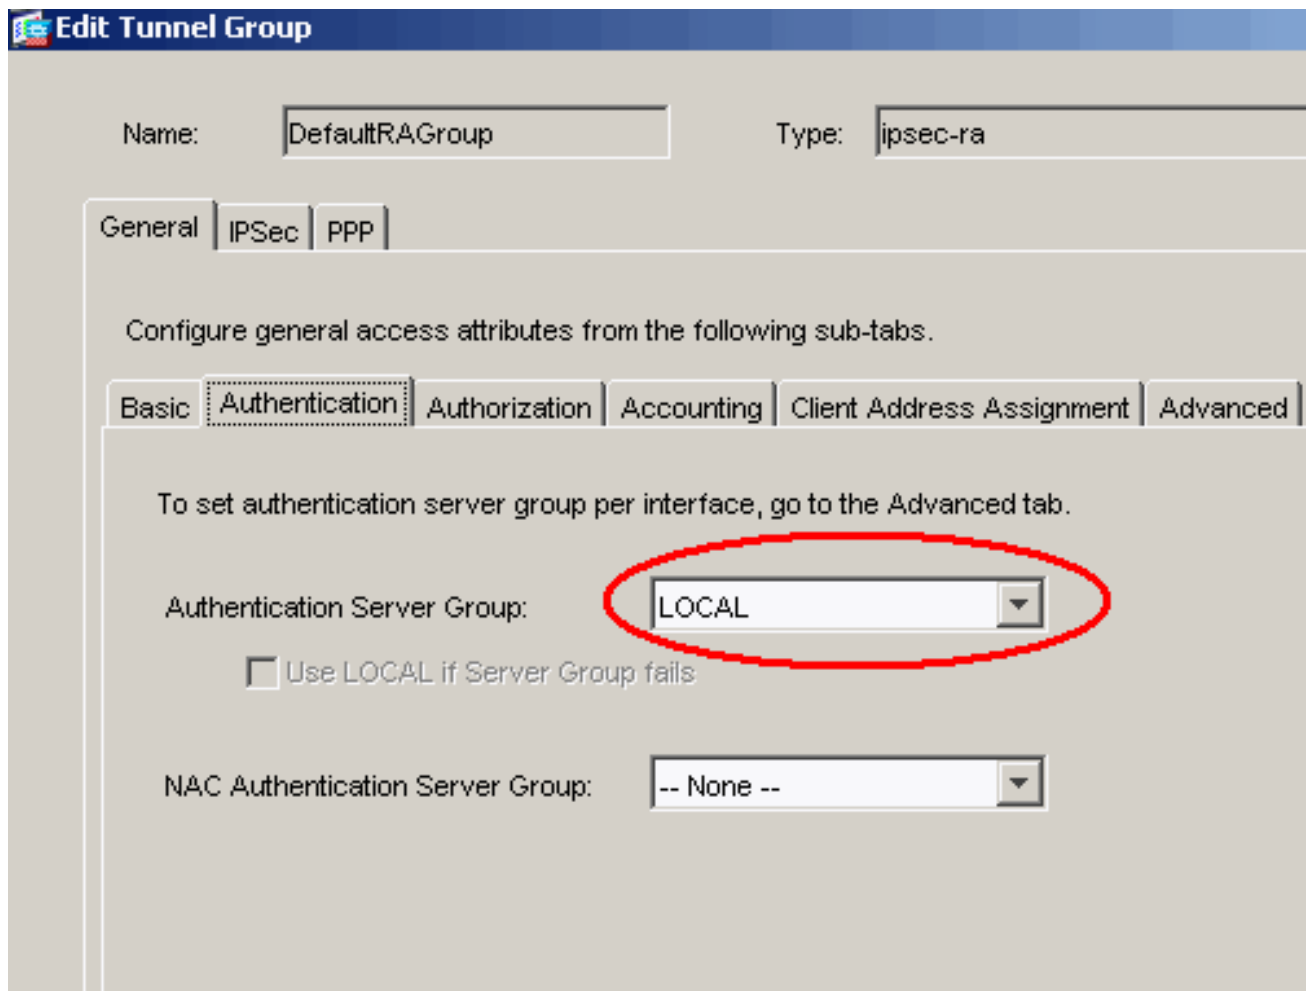 Edit Tunnel Group
Name: DefaultRAGroup Type: ipsec-ra
General IPSec PPP
Configure general access attributes from the following sub-tabs.
Basic Authentication Authorization Accounting Client Address Assignment Advanced
To set authentication server group per interface, go to the Advanced tab.
Authentication Server Group: LOCAL
Use LOCAL if Server Group fails
NAC Authentication Server Group: -- None --